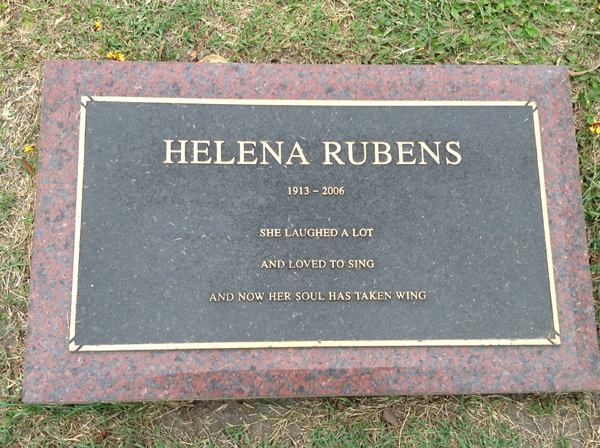 HELENA RUBENS
1913 – 2006
SHE LAUGHED A LOT
AND LOVED TO SING
AND NOW HER SOUL HAS TAKEN WING